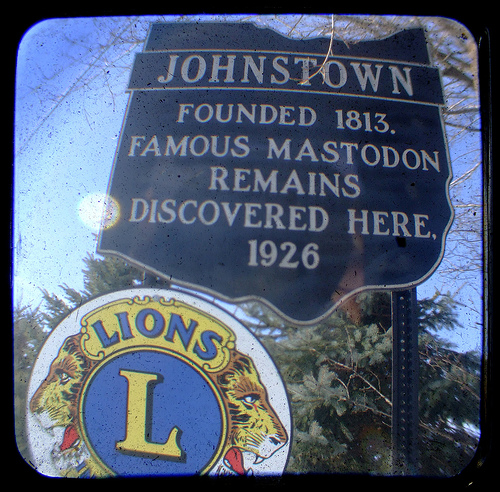 JOHNSTOWN
FOUNDED 1813.
FAMOUS MASTODON
REMAINS
DISCOVERED HERE,
1926
LIONS
L